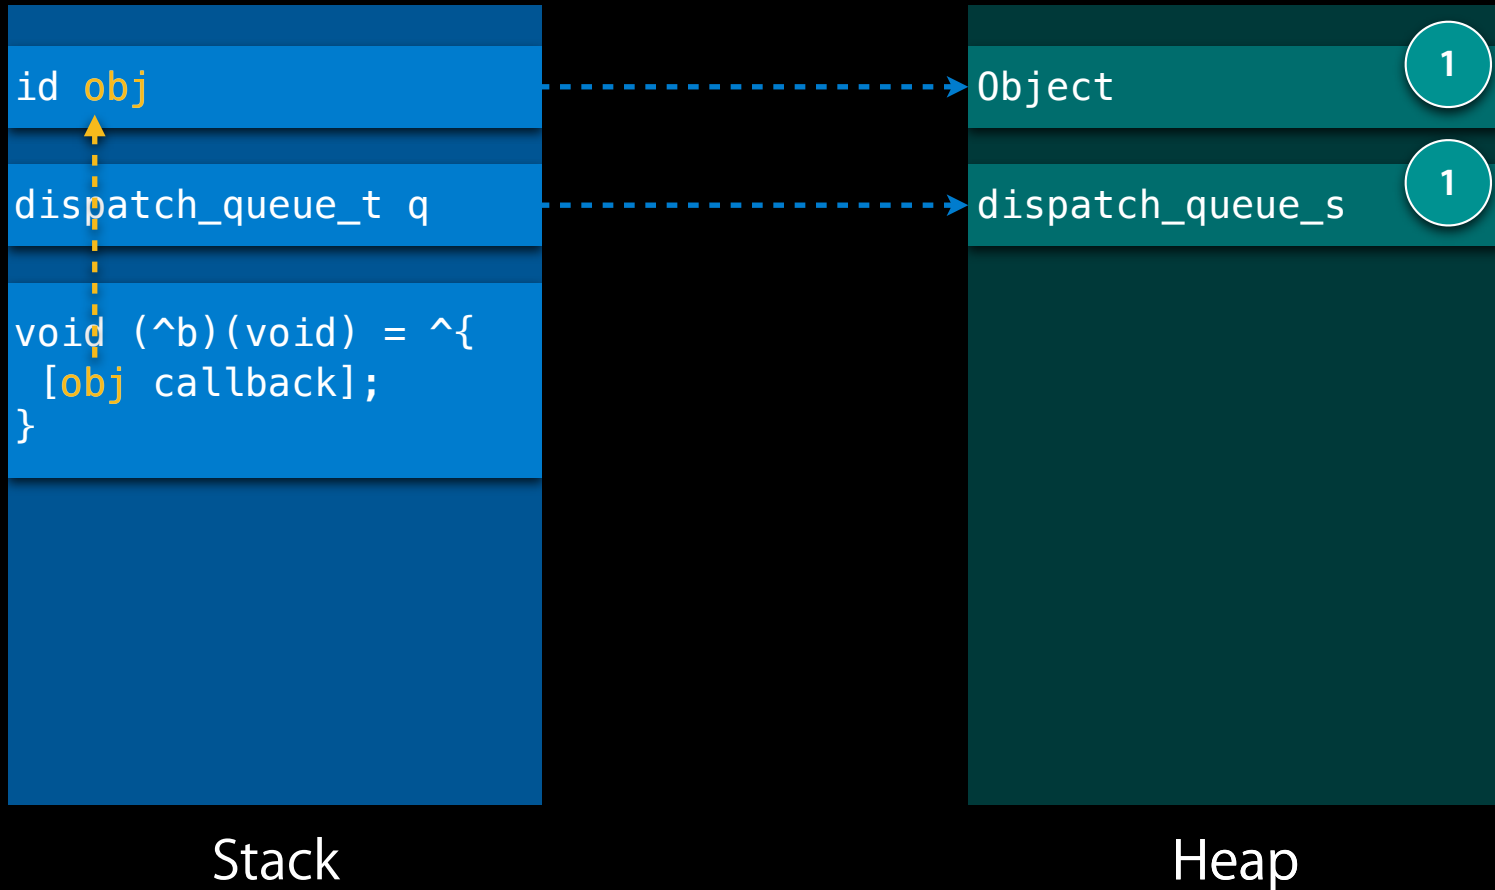 id obj
Object
1
dispatch_queue_t q
dispatch_queue_s
1
void (^b)(void) = ^{
[obj callback];
}
Stack
Heap